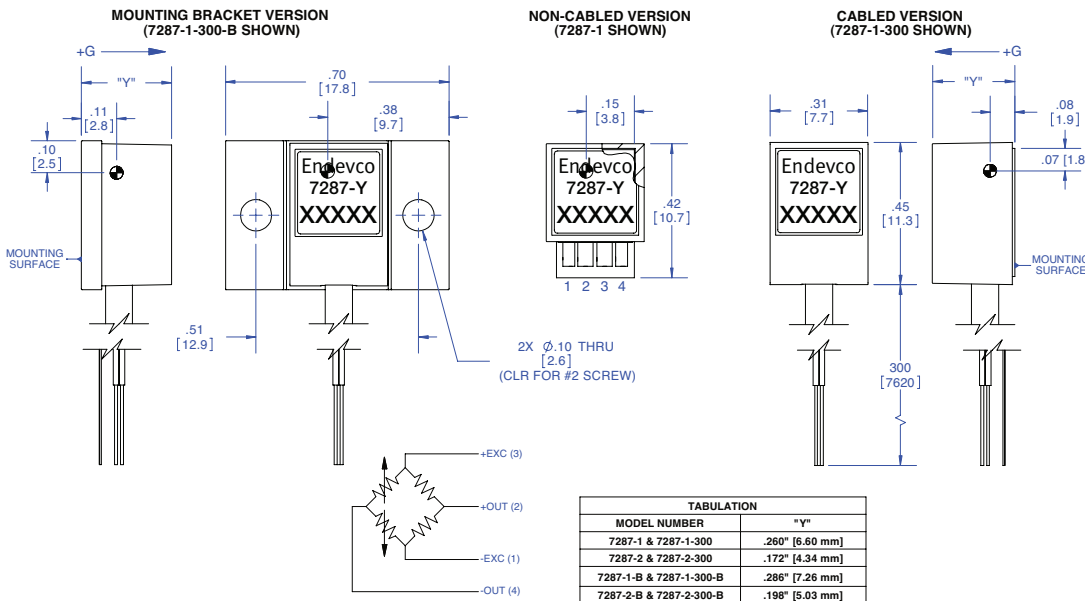 MOUNTING BRACKET VERSION
(7287-1-300-B SHOWN)
+G
"Y"
.11
[2.8]
.10
[2.5]
MOUNTING
SURFACE
.70
[17.8]
.38
[9.7]
Endevco
7287-Y
XXXXX
.51
[12.9]
2X Ø.10 THRU
[2.6]
(CLR FOR #2 SCREW)
NON-CABLED VERSION
(7287-1 SHOWN)
.15
[3.8]
Endevco
7287-Y
XXXXX
.42
[10.7]
1 2 3 4
CABLED VERSION
(7287-1-300 SHOWN)
.31
[7.7]
Endevco
7287-Y
XXXXX
.45
[11.3]
300
[7620]
+G
"Y"
.08
[1.9]
.07 [1.8
MOUNTING
SURFACE
+EXC (3)
+OUT (2)
-EXC (1)
-OUT (4)
TABULATION
MODEL NUMBER "Y"
7287-1 & 7287-1-300 .260" [6.60 mm]
7287-2 & 7287-2-300 .172" [4.34 mm]
7287-1-B & 7287-1-300-B .286" [7.26 mm]
7287-2-B & 7287-2-300-B .198" [5.03 mm]